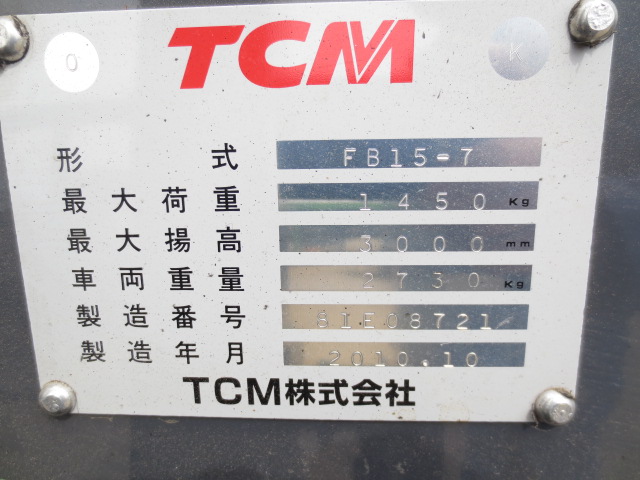 O TCM K
形式 FB15-7
最大荷重 1450 Kg
最大揚高 3000 mm
車両重量 2730 Kg
製造番号 81E08721
製造年月 2010.10
TCM株式会社